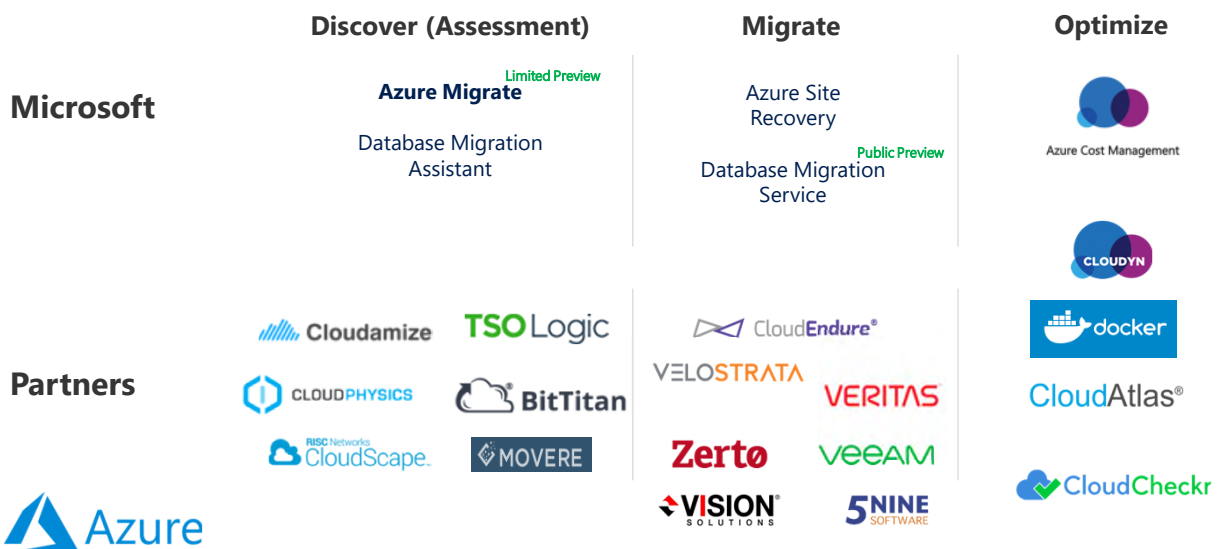 Discover (Assessment)
Migrate
Optimize
Microsoft
Limited Preview
Azure Migrate
Database Migration
Assistant
Azure Site
Recovery
Public Preview
Database Migration
Service
Azure Cost Management
CLOUDYN
Partners
Cloudamize
TSO Logic
CLOUDPHYSICS
BitTitan
RISC Networks
CloudScape
MOVERE
CloudEndure®
VELOSTRATA
VERITAS
Zerto
veeAM
VISION®
SOLUTIONS
5NINE
SOFTWARE
docker
CloudAtlas®
CloudCheckr
Azure